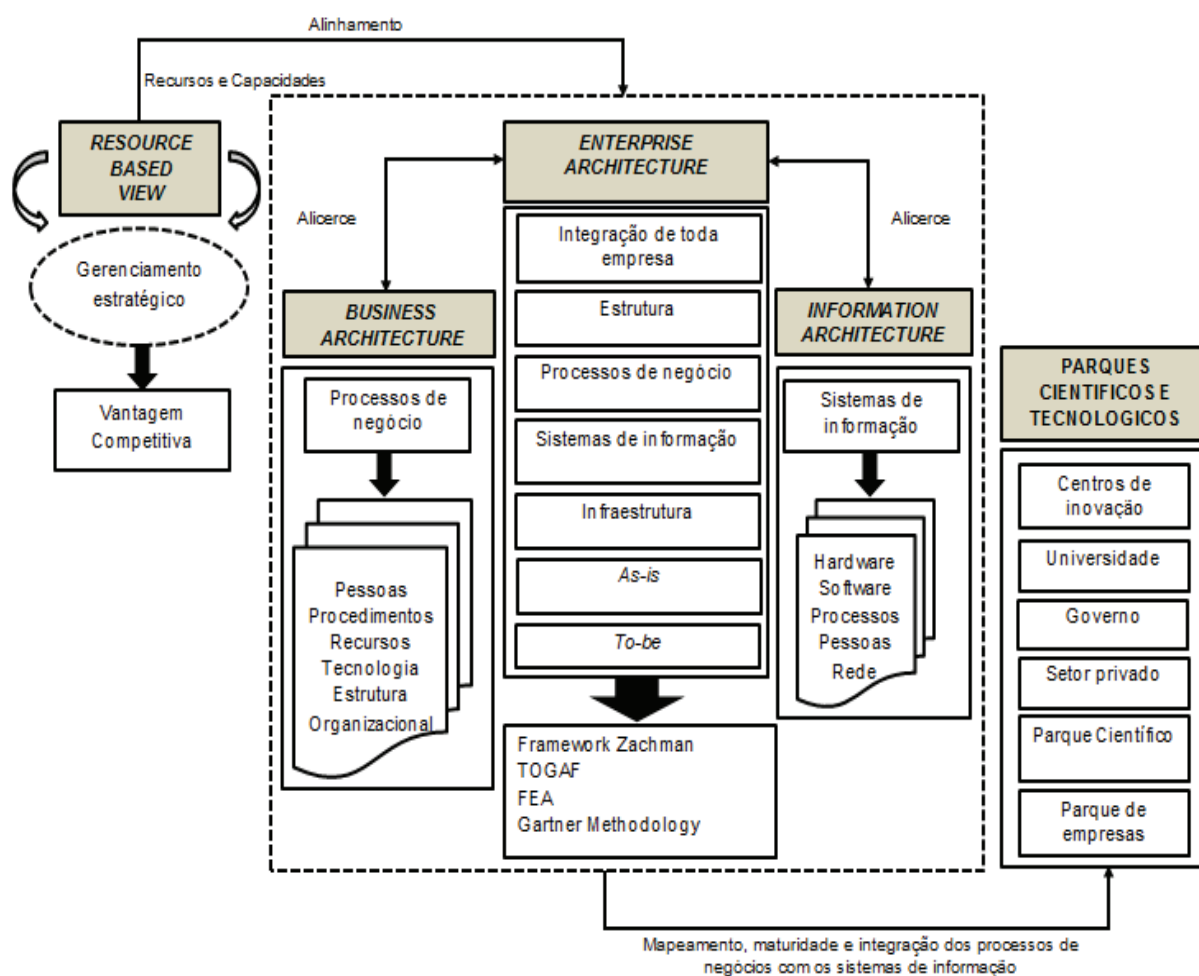 Alinhamento
Recursos e Capacidades
RESOURCE
BASED
VIEW
Gerenciamento
estratégico
Vantagem
Competitiva
ENTERPRISE
ARCHITECTURE
Alicerce
Alicerce
Integração de toda
empresa
Estrutura
Processos de negócio
Sistemas de informação
Infraestrutura
As-is
To-be
Framework Zachman
TOGAF
FEA
Gartner Methodology
BUSINESS
ARCHITECTURE
Processos de
negócio
Pessoas
Procedimentos
Recursos
Tecnologia
Estrutura
Organizacional
INFORMATION
ARCHITECTURE
Sistemas de
informação
Hardware
Software
Processos
Pessoas
Rede
PARQUES
CIENTIFICOS E
TECNOLOGICOS
Centros de
inovação
Universidade
Governo
Setor privado
Parque Científico
Parque de
empresas
Mapeamento, maturidade e integração dos processos de
negócios com os sistemas de informação